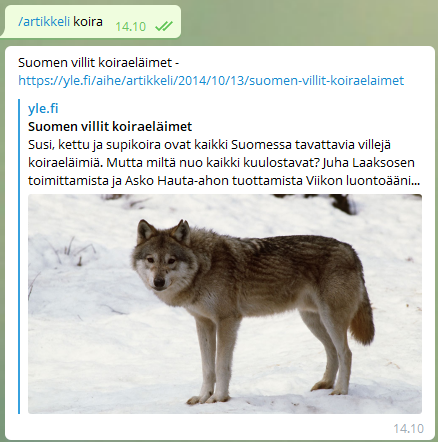 /artikkeli koira 14.10
Suomen villit koiraeläimet -
https://yle.fi/aihe/artikkeli/2014/10/13/suomen-villit-koiraelaimet
yle.fi
Suomen villit koiraeläimet
Susi, kettu ja supikoira ovat kaikki Suomessa tavattavia villejä
koiraeläimiä. Mutta miltä nuo kaikki kuulostavat? Juha Laaksosen
toimittamista ja Asko Hauta-ahon tuottamista Viikon luontoääni...
14.10